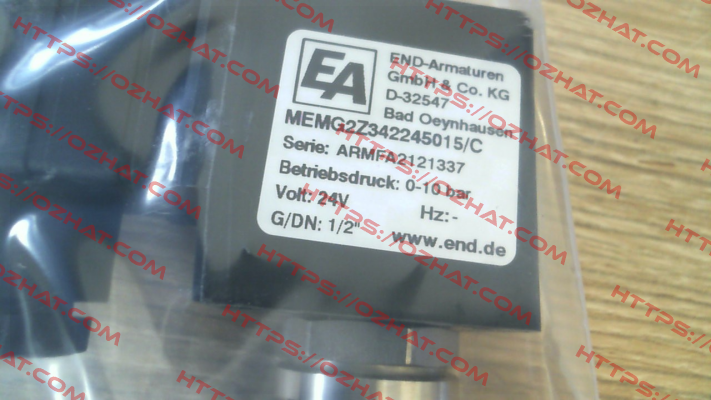 EA
END-Armaturen
GmbH & Co. KG
D-32547
Bad Oeynhausen
MEMG2Z342245015/C
Serie: ARMFA2121337
Betriebsdruck: 0-10 bar
Volt: 24V Hz:-
G/DN: 1/2"
www.end.de
HTTPS://OZHAT.COM